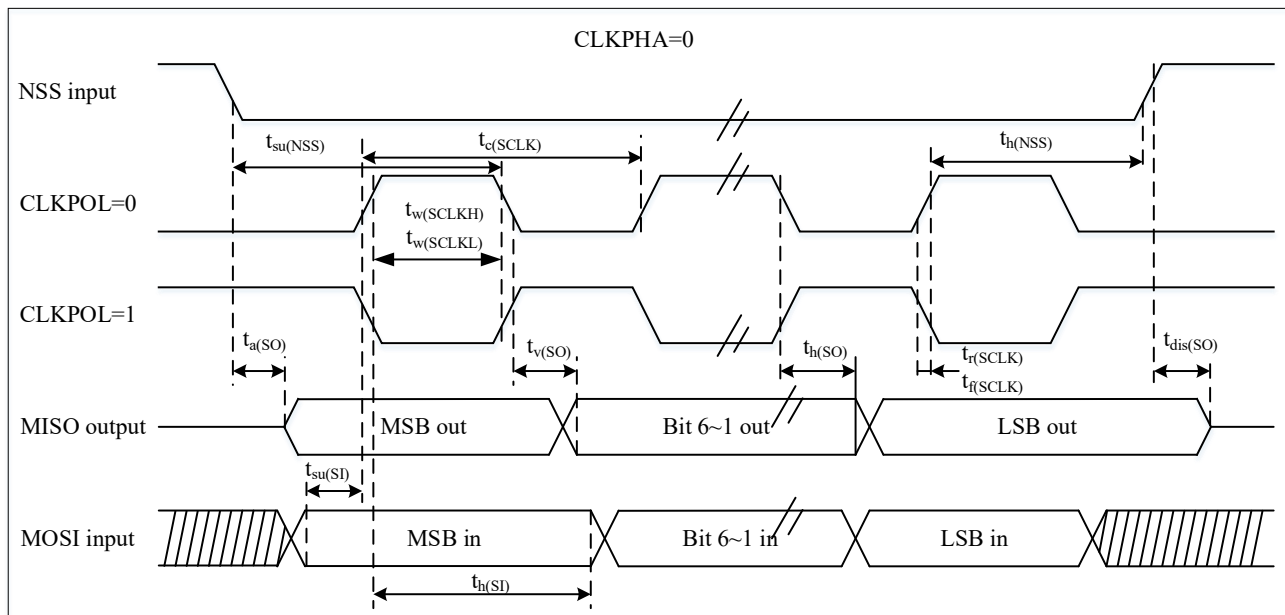 CLKPHA=0
NSS input
tsu(NSS)
tc(SCLK)
th(NSS)
CLKPOL=0
tw(SCLKH)
tw(SCLKL)
CLKPOL=1
ta(SO)
tv(SO)
th(SO)
tr(SCLK)
tf(SCLK)
tdis(SO)
MISO output
MSB out
Bit 6~1 out
LSB out
tsu(SI)
MOSI input
MSB in
Bit 6~1 in
LSB in
th(SI)